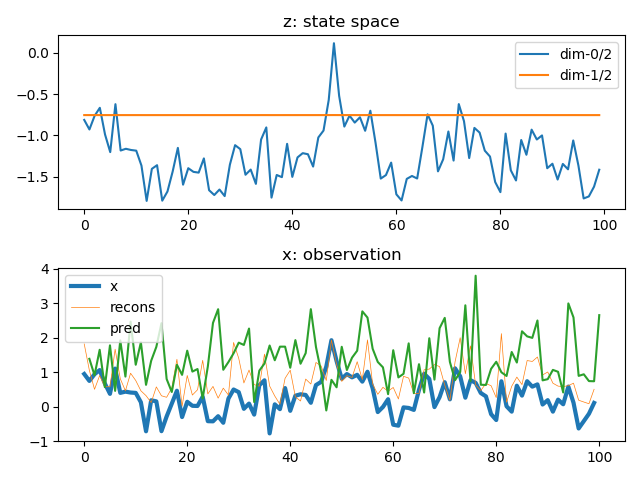 z: state space
0.0
−0.5
−1.0
−1.5
dim-0/2
dim-1/2
0 20 40 60 80 100
x: observation
4
3
2
1
0
−1
x
recons
pred
0 20 40 60 80 100